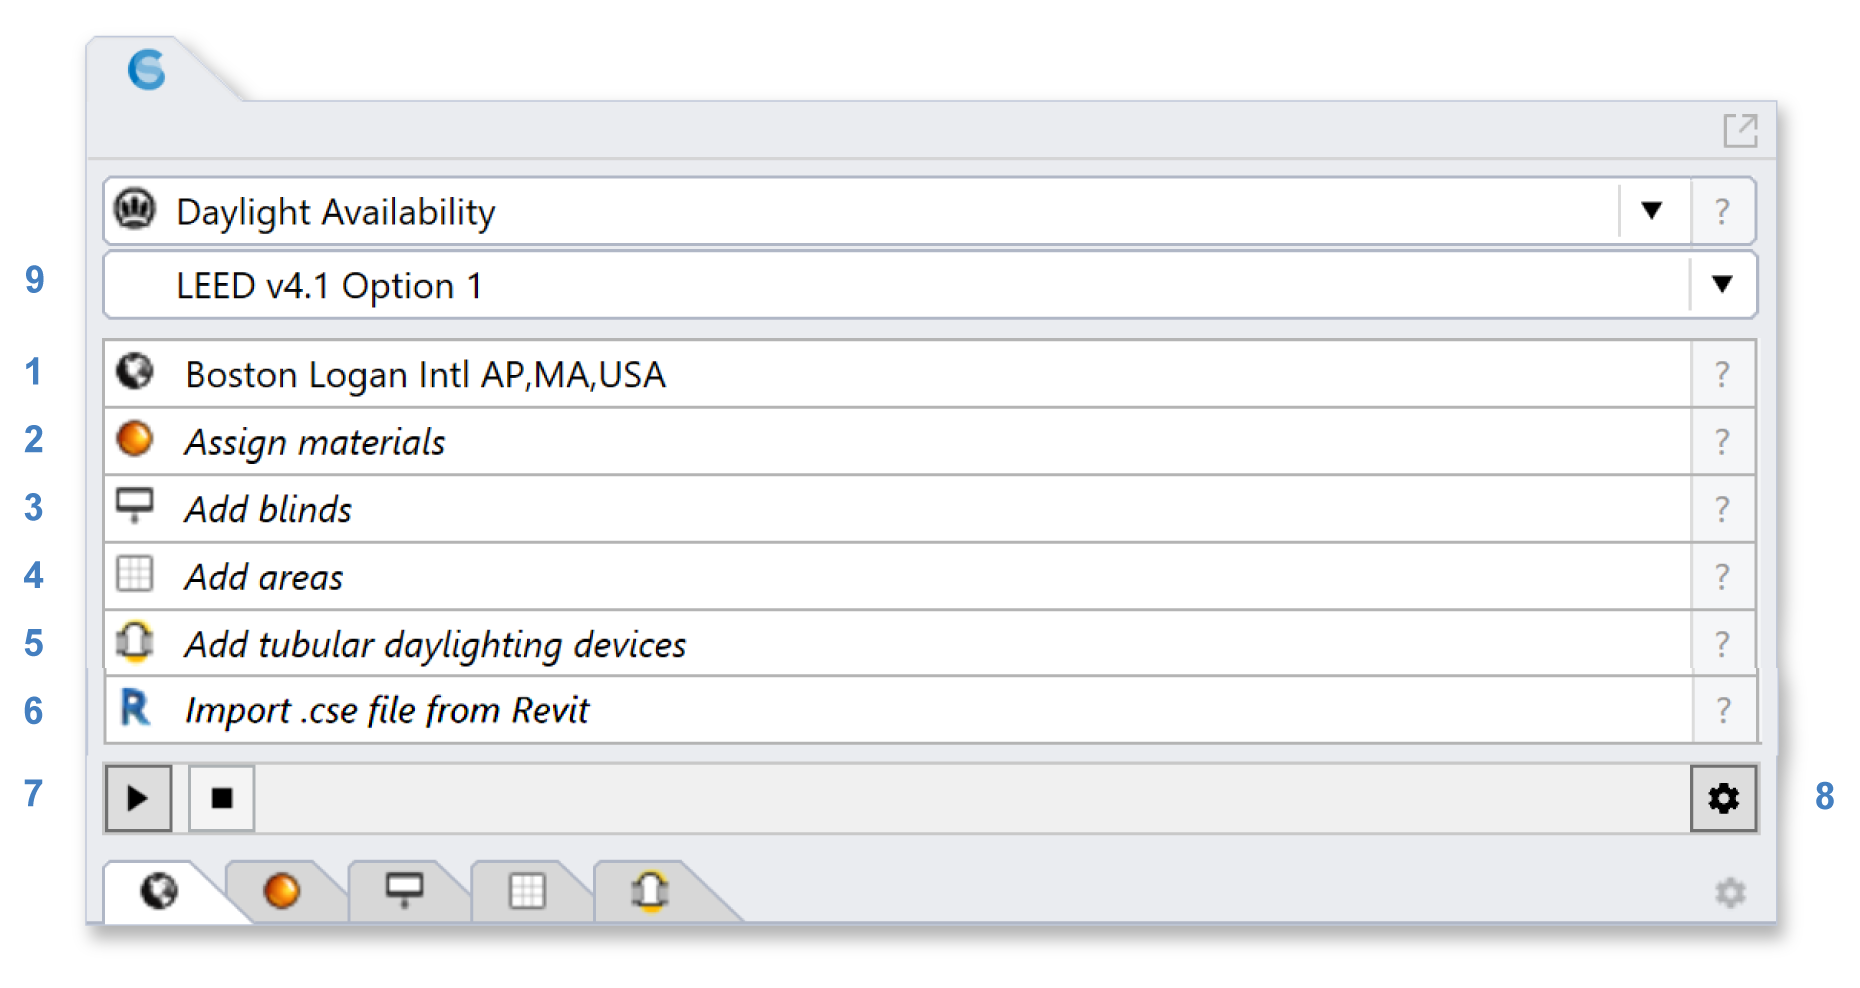 Daylight Availability ?
9 LEED v4.1 Option 1
1 Boston Logan Intl AP,MA,USA ?
2 Assign materials ?
3 Add blinds ?
4 Add areas ?
5 Add tubular daylighting devices ?
6 R Import .cse file from Revit ?
7 8